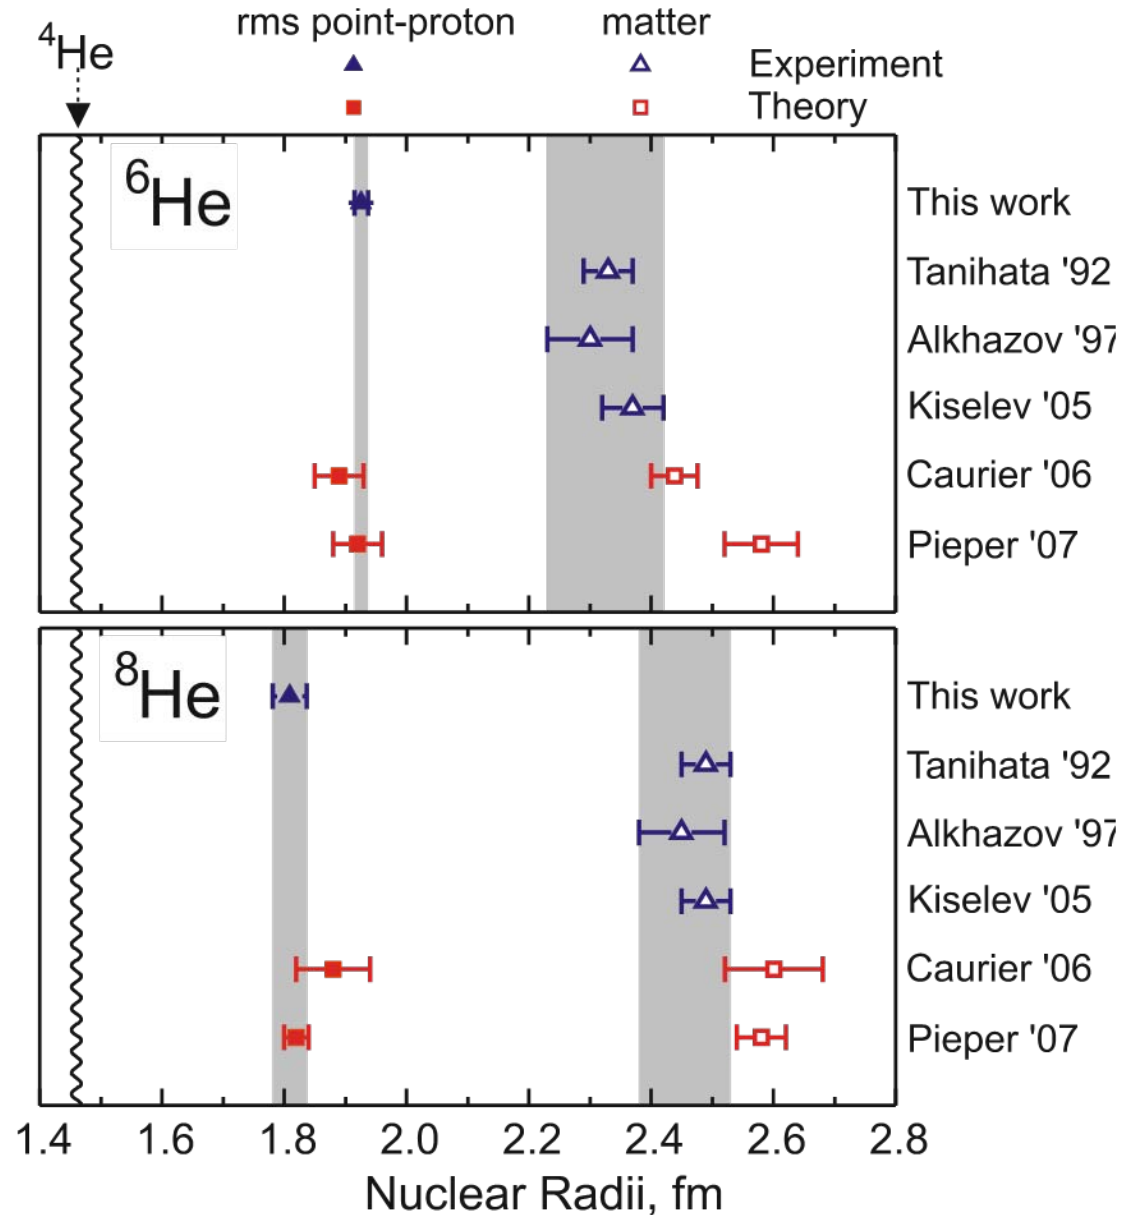 rms point-proton matter
⁴He
Experiment
Theory
⁶He
This work
Tanihata '92
Alkhazov '97
Kiselev '05
Caurier '06
Pieper '07
⁸He
This work
Tanihata '92
Alkhazov '97
Kiselev '05
Caurier '06
Pieper '07
1.4 1.6 1.8 2.0 2.2 2.4 2.6 2.8
Nuclear Radii, fm